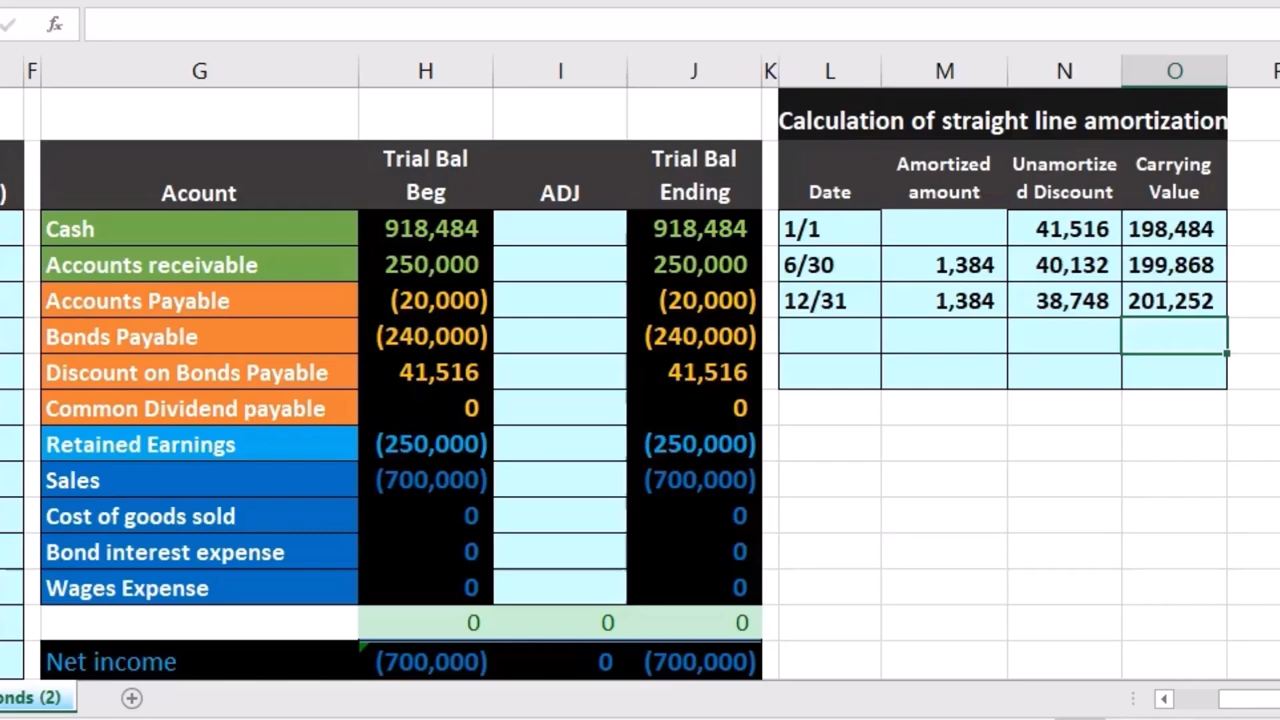 fx
F G H I J K L M N O
Calculation of straight line amortization
Trial Bal Trial Bal Amortized Unamortize Carrying
) Acount Beg ADJ Ending Date amount d Discount Value
Cash 918,484 918,484 1/1 41,516 198,484
Accounts receivable 250,000 250,000 6/30 1,384 40,132 199,868
Accounts Payable (20,000) (20,000) 12/31 1,384 38,748 201,252
Bonds Payable (240,000) (240,000)
Discount on Bonds Payable 41,516 41,516
Common Dividend payable 0 0
Retained Earnings (250,000) (250,000)
Sales (700,000) (700,000)
Cost of goods sold 0 0
Bond interest expense 0 0
Wages Expense 0 0
0 0 0
Net income (700,000) 0 (700,000)
onds (2)